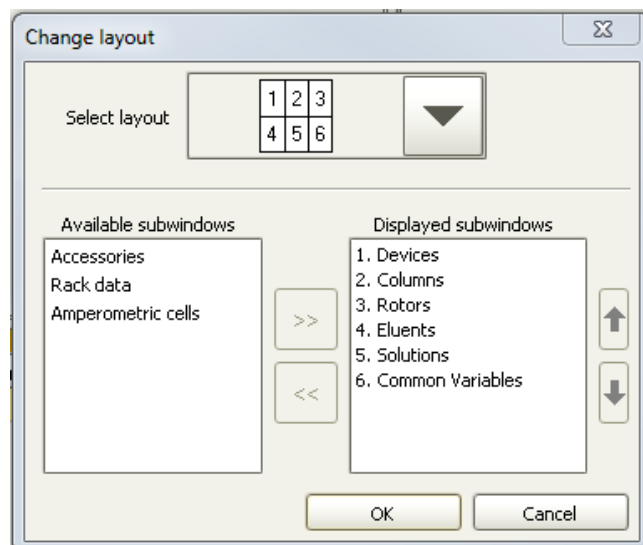 Change layout
Select layout
1 2 3
4 5 6
Available subwindows
Accessories
Rack data
Amperometric cells
>>
<<
Displayed subwindows
1. Devices
2. Columns
3. Rotors
4. Eluents
5. Solutions
6. Common Variables
OK
Cancel